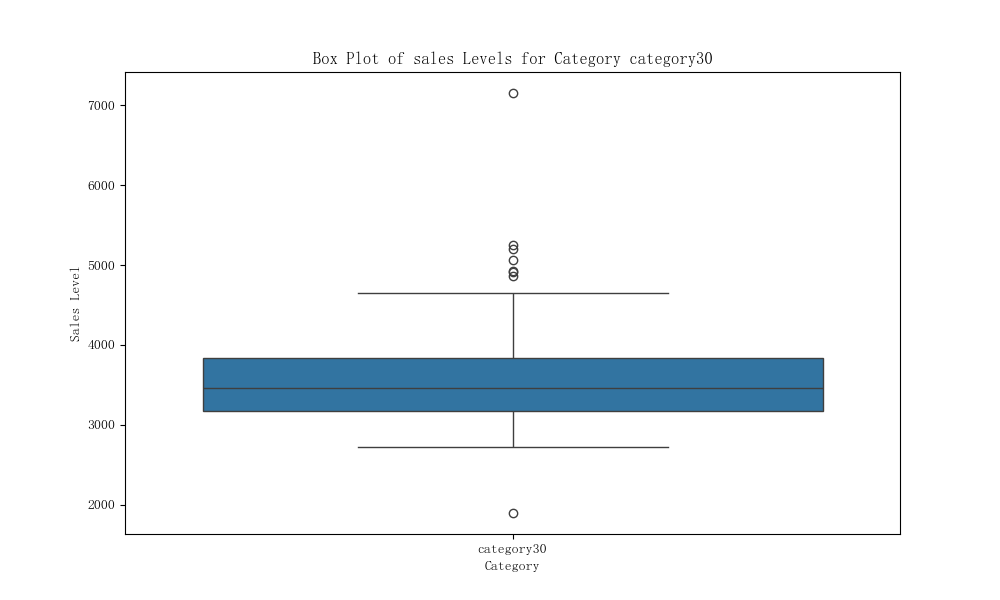 Box Plot of sales Levels for Category category30
7000
6000
5000
4000
3000
2000
Sales Level
category30
Category